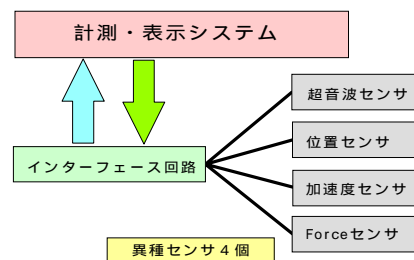 計測・表示システム
超音波センサ
位置センサ
インターフェース回路
加速度センサ
Forceセンサ
異種センサ４個